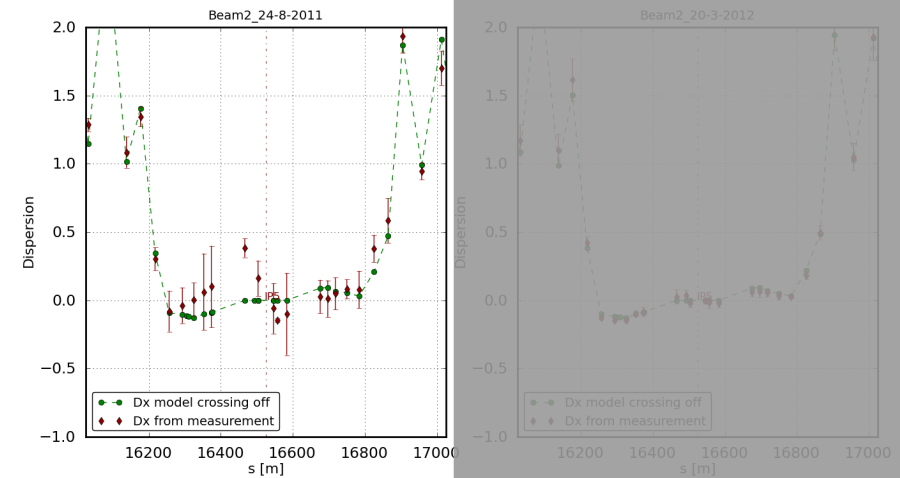 Beam2_24-8-2011
2.0
1.5
1.0
0.5
0.0
−0.5
−1.0
Dispersion
IP5
Dx model crossing off
Dx from measurement
16200 16400 16600 16800 17000
s [m]
Beam2_20-3-2012
2.0
1.5
1.0
0.5
0.0
−0.5
−1.0
Dispersion
IP5
Dx model crossing off
Dx from measurement
16200 16400 16600 16800 17000
s [m]